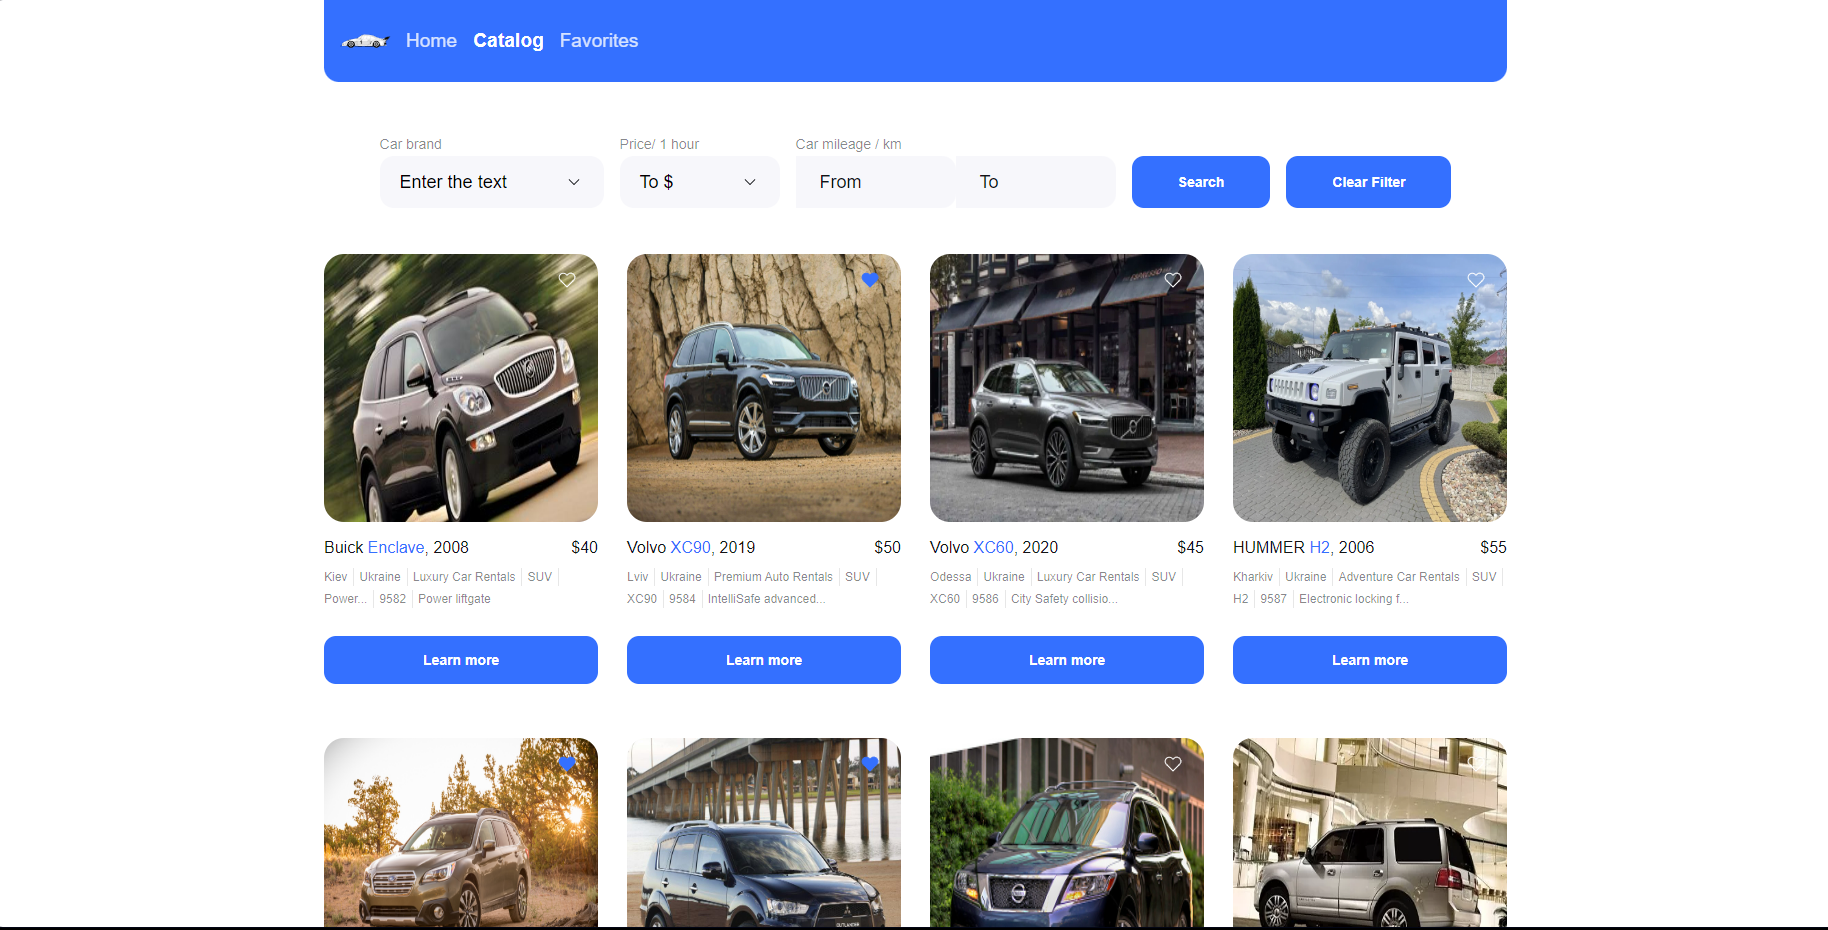 Home Catalog Favorites
Car brand
Price/ 1 hour
Car mileage / km
Enter the text
To $
From
To
Search
Clear Filter
Buick Enclave, 2008 $40
Kiev Ukraine Luxury Car Rentals SUV
Power... 9582 Power liftgate
Learn more
Volvo XC90, 2019 $50
Lviv Ukraine Premium Auto Rentals SUV
XC90 9584 IntelliSafe advanced...
Learn more
Volvo XC60, 2020 $45
Odessa Ukraine Luxury Car Rentals SUV
XC60 9586 City Safety collisio...
Learn more
HUMMER H2, 2006 $55
Kharkiv Ukraine Adventure Car Rentals SUV
H2 9587 Electronic locking f...
Learn more